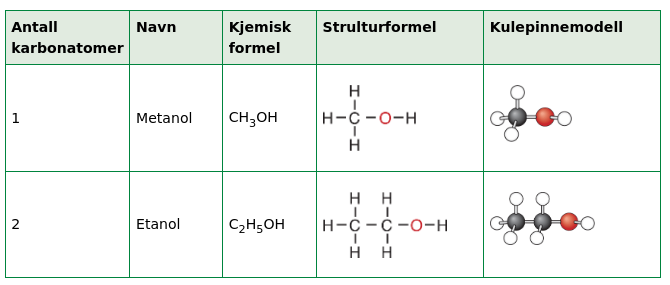 Antall karbonatomer	Navn	Kjemisk formel	Strulturformel	Kulepinnemodell
1	Metanol	CH₃OH
H
H–C–O–H
H
2	Etanol	C₂H₅OH
H H
H–C–C–O–H
H H